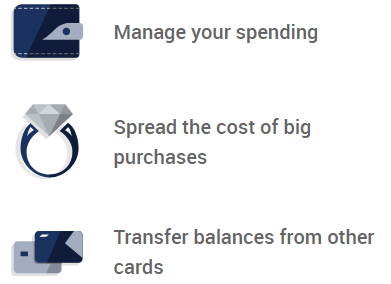 Manage your spending
Spread the cost of big
purchases
Transfer balances from other
cards